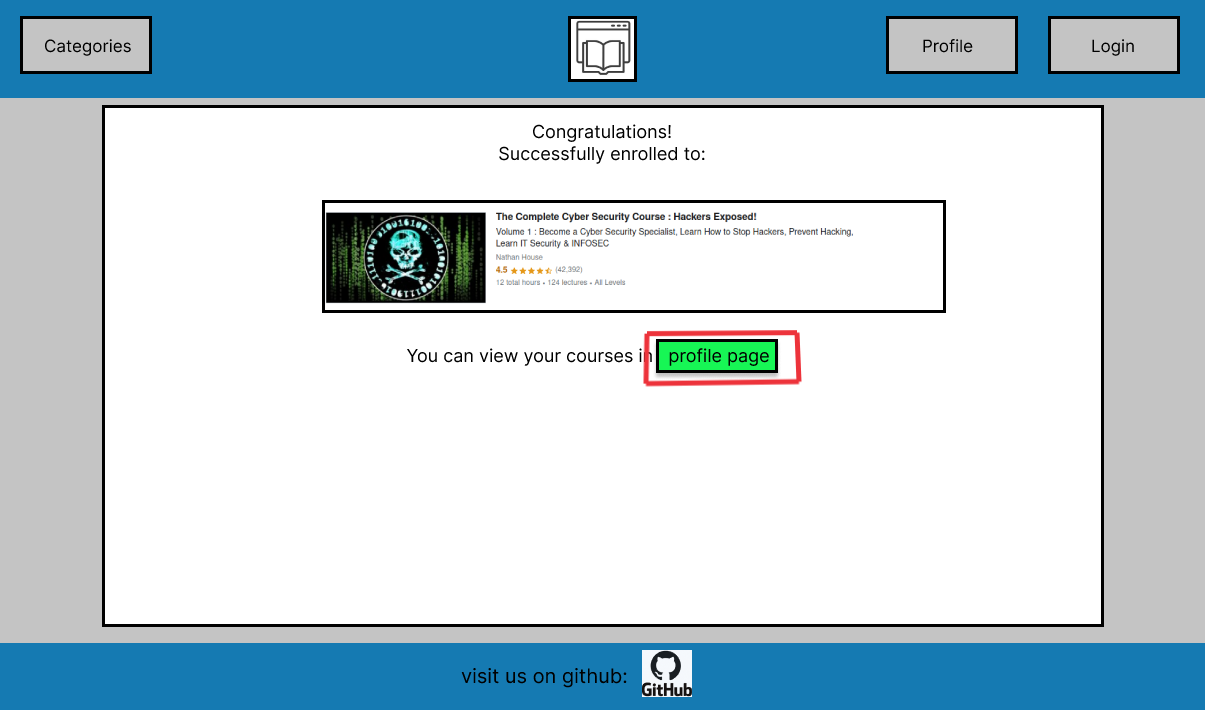 Categories
Profile
Login
Congratulations!
Successfully enrolled to:
The Complete Cyber Security Course : Hackers Exposed!
Volume 1 : Become a Cyber Security Specialist, Learn How to Stop Hackers, Prevent Hacking,
Learn IT Security & INFOSEC
Nathan House
4.5 (42,392)
12 total hours • 124 lectures • All Levels
You can view your courses in profile page
visit us on github:
GitHub